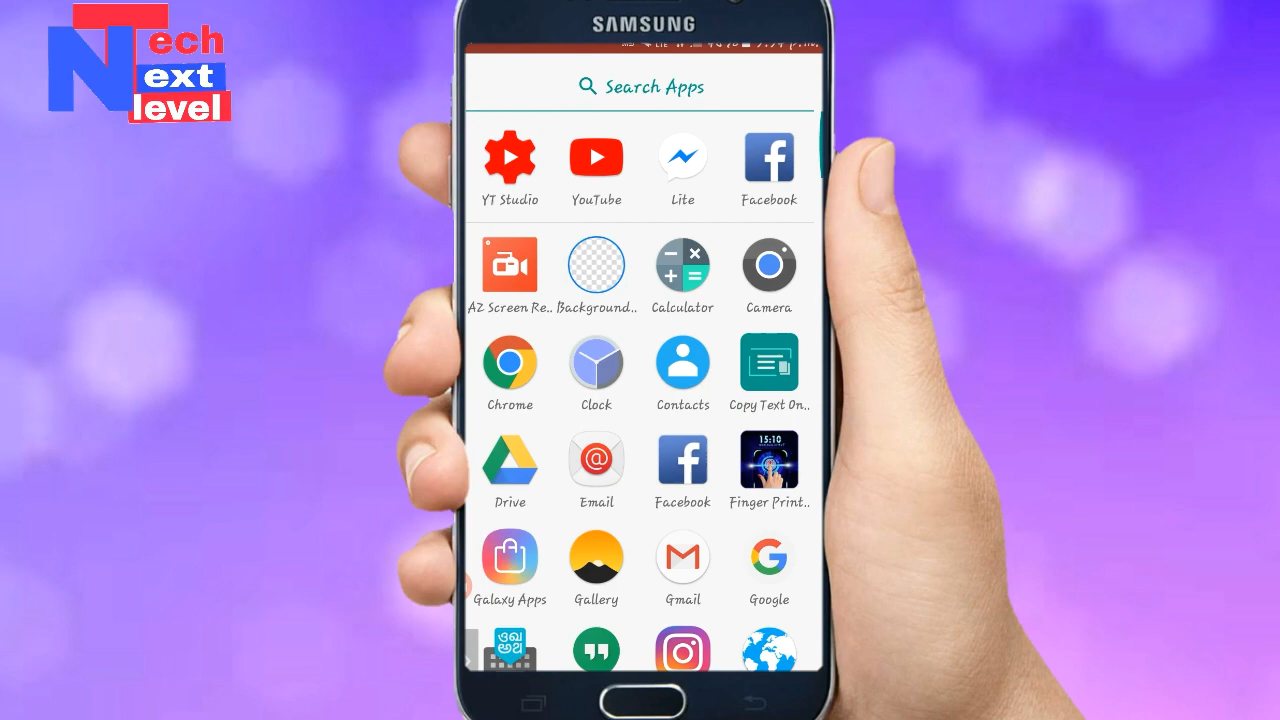 Tech
Next
level
SAMSUNG
Search Apps
YT Studio YouTube Lite Facebook
AZ Screen Re.. Background.. Calculator Camera
Chrome Clock Contacts Copy Text On..
15:10
Drive Email Facebook Finger Print..
Galaxy Apps Gallery Gmail Google